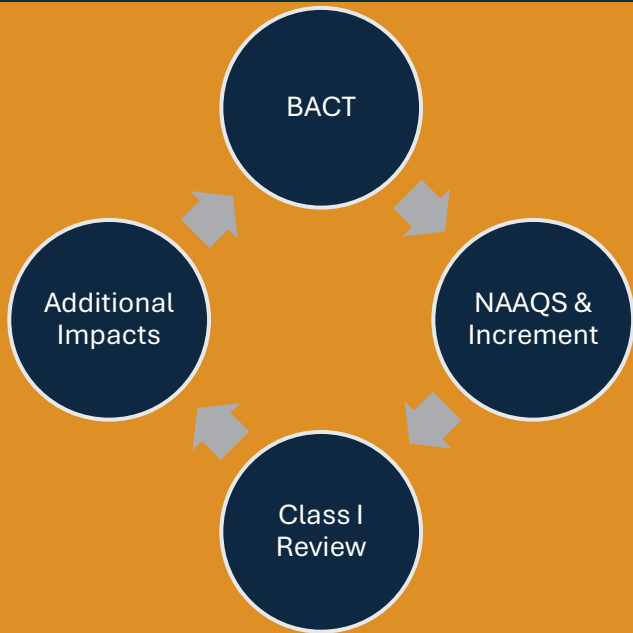 BACT
NAAQS &
Increment
Class I
Review
Additional
Impacts